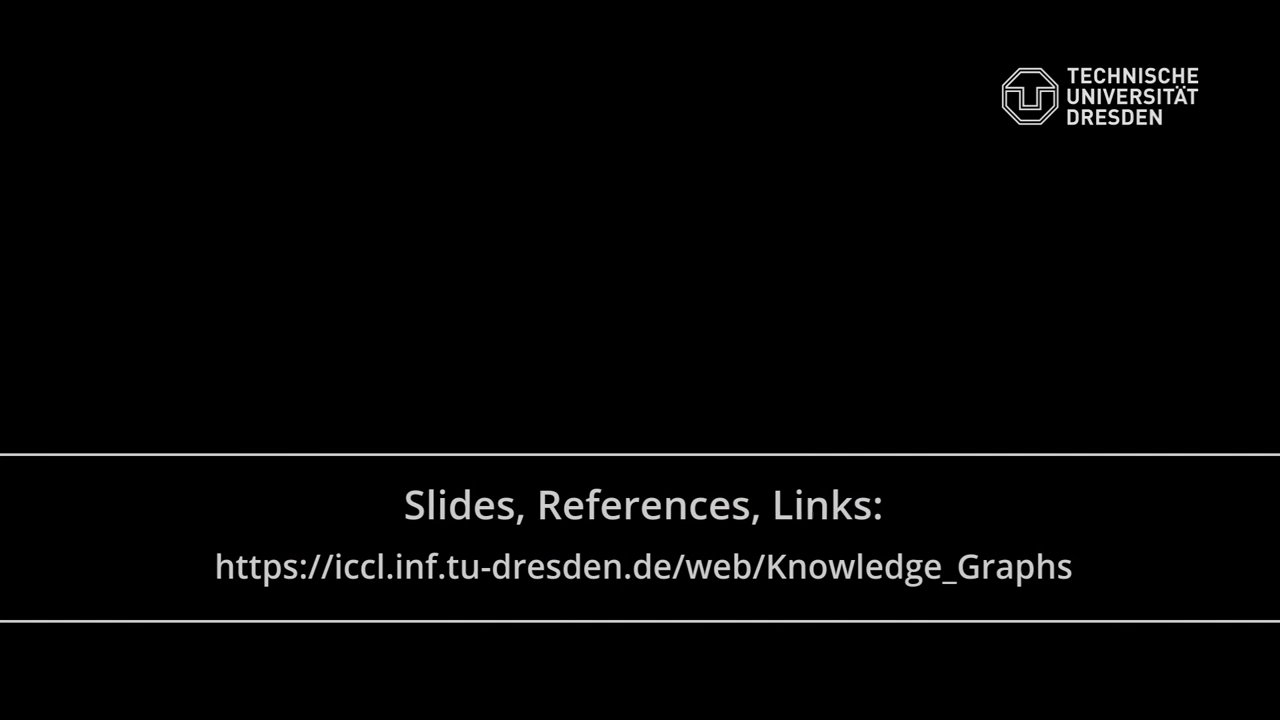 TECHNISCHE
UNIVERSITÄT
DRESDEN
Slides, References, Links:
https://iccl.inf.tu-dresden.de/web/Knowledge_Graphs